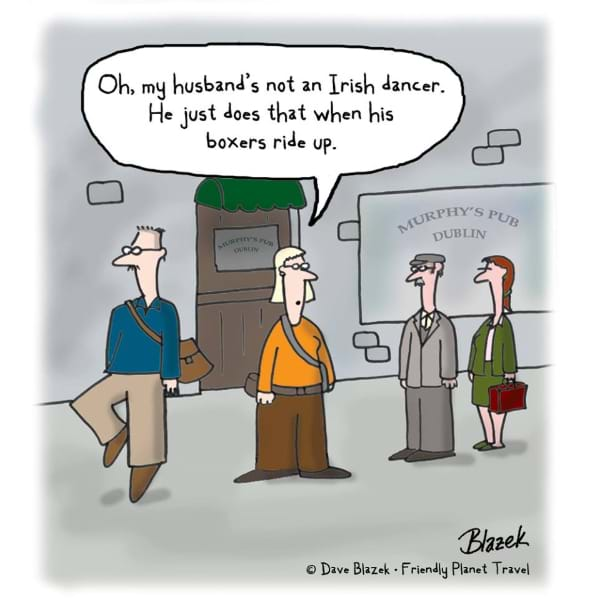 Oh, my husband's not an Irish dancer.
He just does that when his
boxers ride up.
MURPHY'S PUB
DUBLIN
MURPHY'S PUB
DUBLIN
Blazek
© Dave Blazek • Friendly Planet Travel